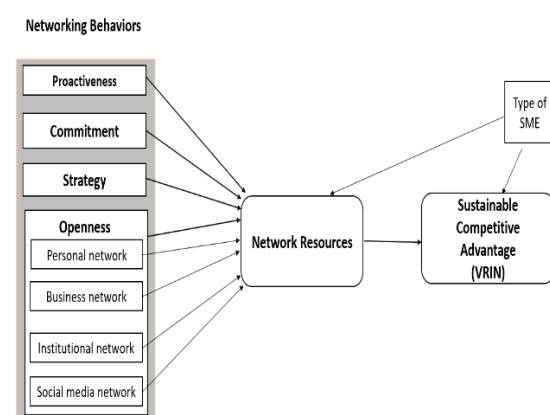 Networking Behaviors
Proactiveness
Commitment
Strategy
Openness
Personal network
Business network
Institutional network
Social media network
Network Resources
Type of
SME
Sustainable
Competitive
Advantage
(VRIN)